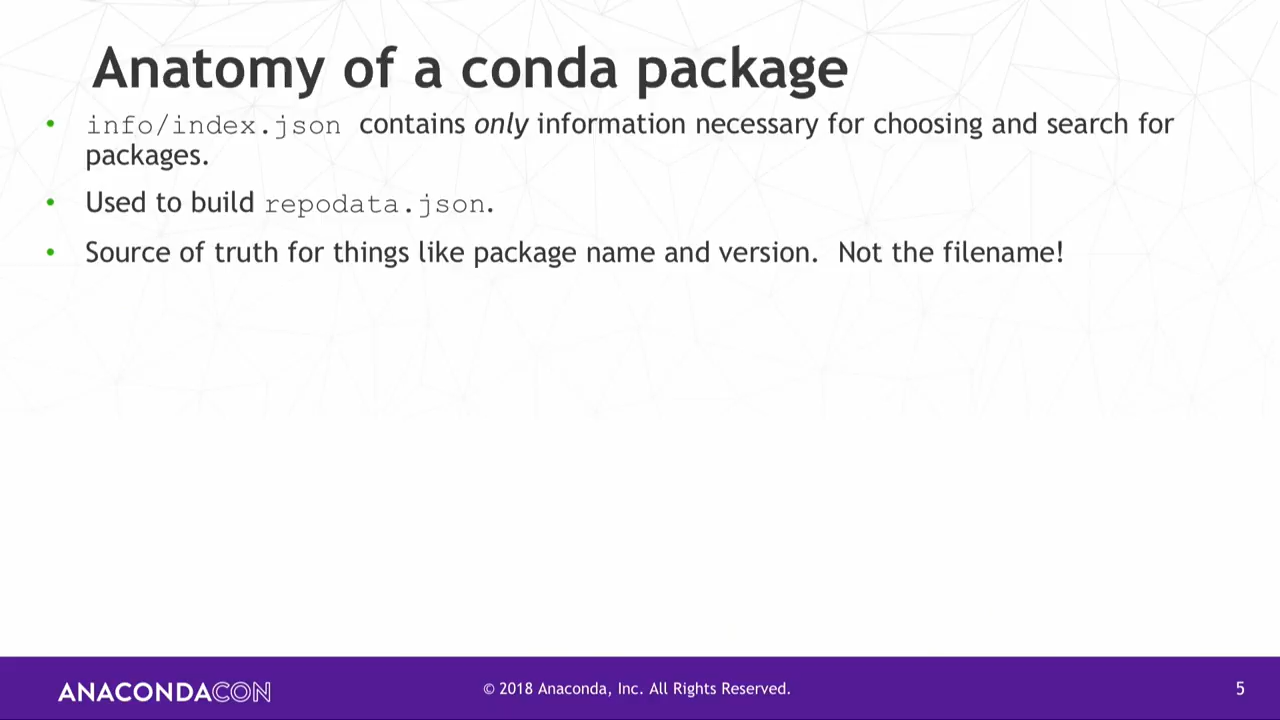 Anatomy of a conda package
• info/index.json contains only information necessary for choosing and search for
packages.
• Used to build repodata.json.
• Source of truth for things like package name and version.  Not the filename!
ANACONDACON
© 2018 Anaconda, Inc. All Rights Reserved.
5